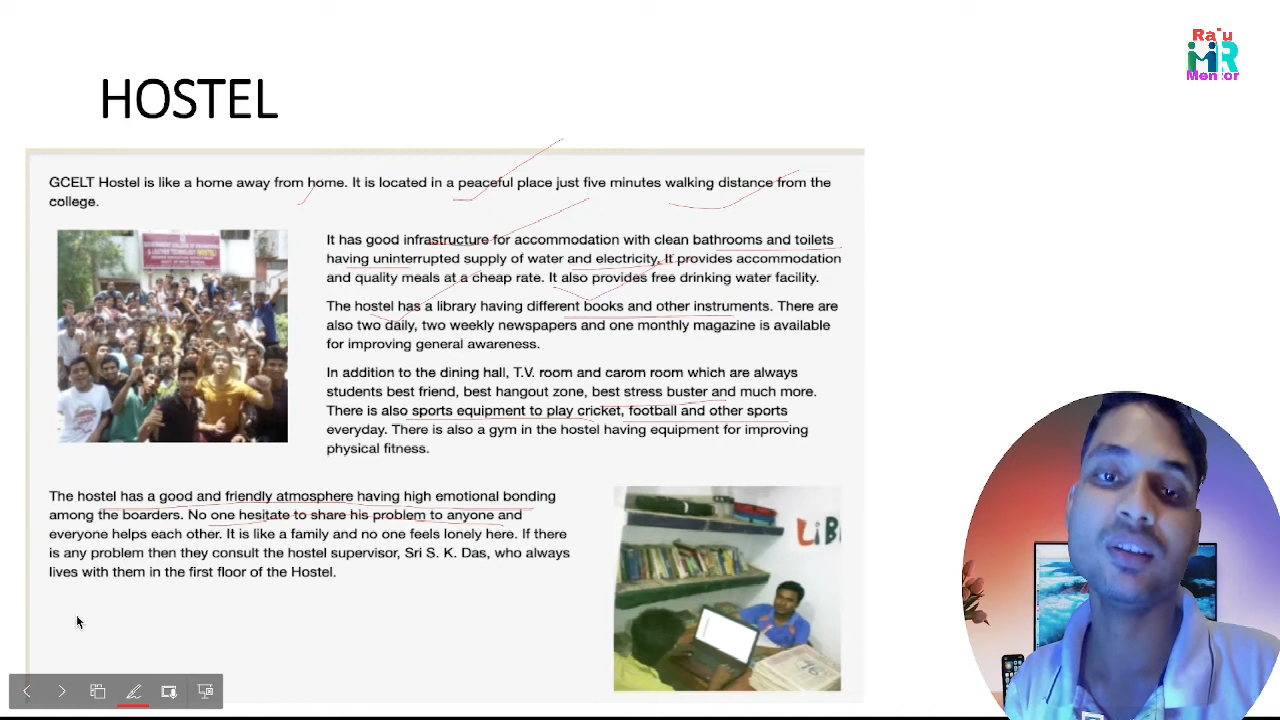 Raju
Mentor
HOSTEL
GCELT Hostel is like a home away from home. It is located in a peaceful place just five minutes walking distance from the
college.
It has good infrastructure for accommodation with clean bathrooms and toilets
having uninterrupted supply of water and electricity. It provides accommodation
and quality meals at a cheap rate. It also provides free drinking water facility.
The hostel has a library having different books and other instruments. There are
also two daily, two weekly newspapers and one monthly magazine is available
for improving general awareness.
In addition to the dining hall, T.V. room and carom room which are always
students best friend, best hangout zone, best stress buster and much more.
There is also sports equipment to play cricket, football and other sports
everyday. There is also a gym in the hostel having equipment for improving
physical fitness.
The hostel has a good and friendly atmosphere having high emotional bonding
among the boarders. No one hesitate to share his problem to anyone and
everyone helps each other. It is like a family and no one feels lonely here. If there
is any problem then they consult the hostel supervisor, Sri S. K. Das, who always
lives with them in the first floor of the Hostel.